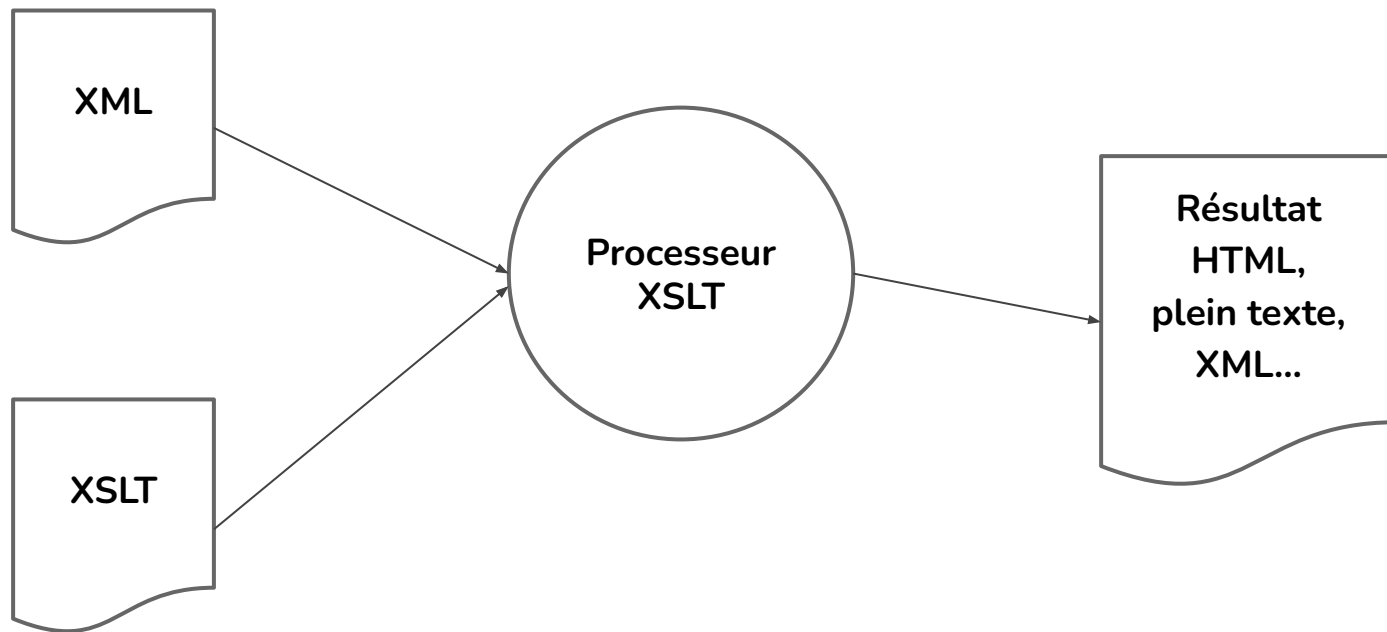 XML
XSLT
Processeur
XSLT
Résultat
HTML,
plein texte,
XML...